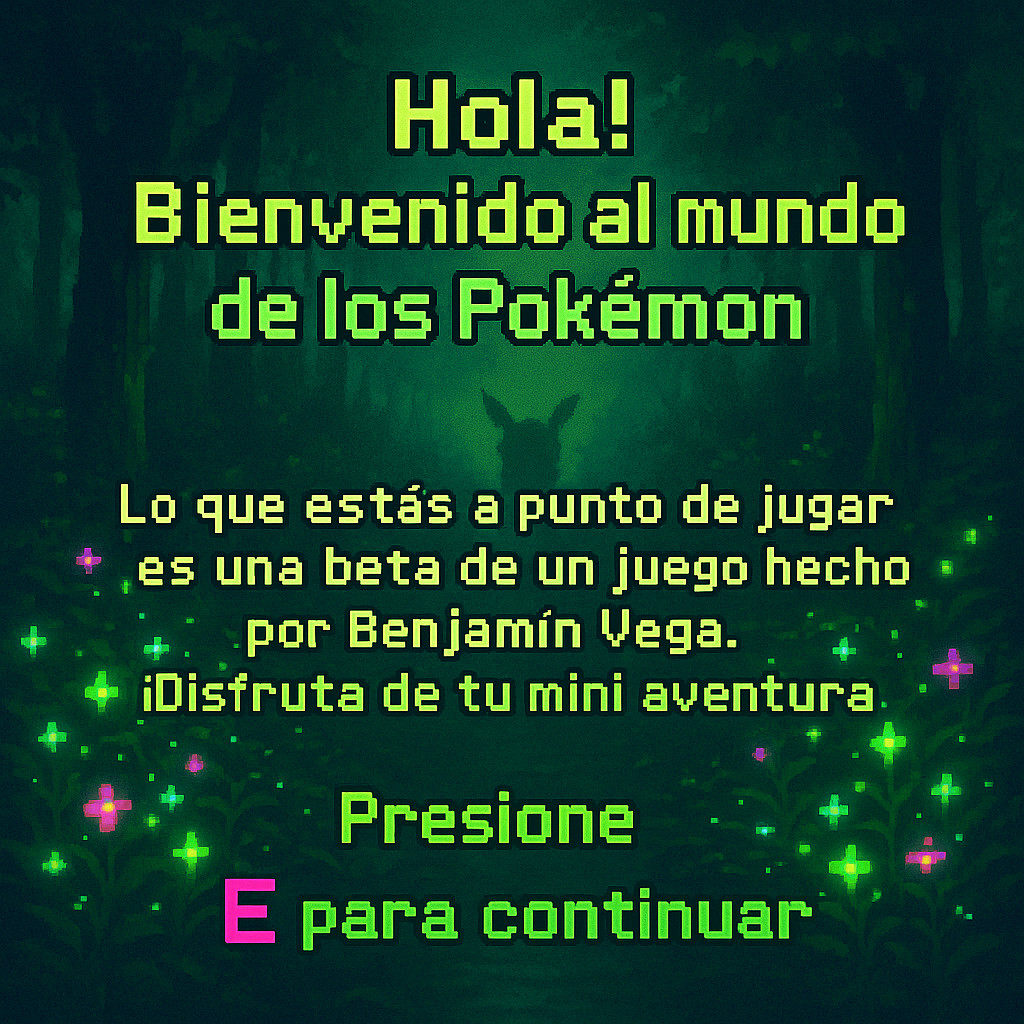 Hola!
Bienvenido al mundo
de los Pokémon
Lo que estás a punto de jugar
es una beta de un juego hecho
por Benjamín Vega.
¡Disfruta de tu mini aventura
Presione
E para continuar